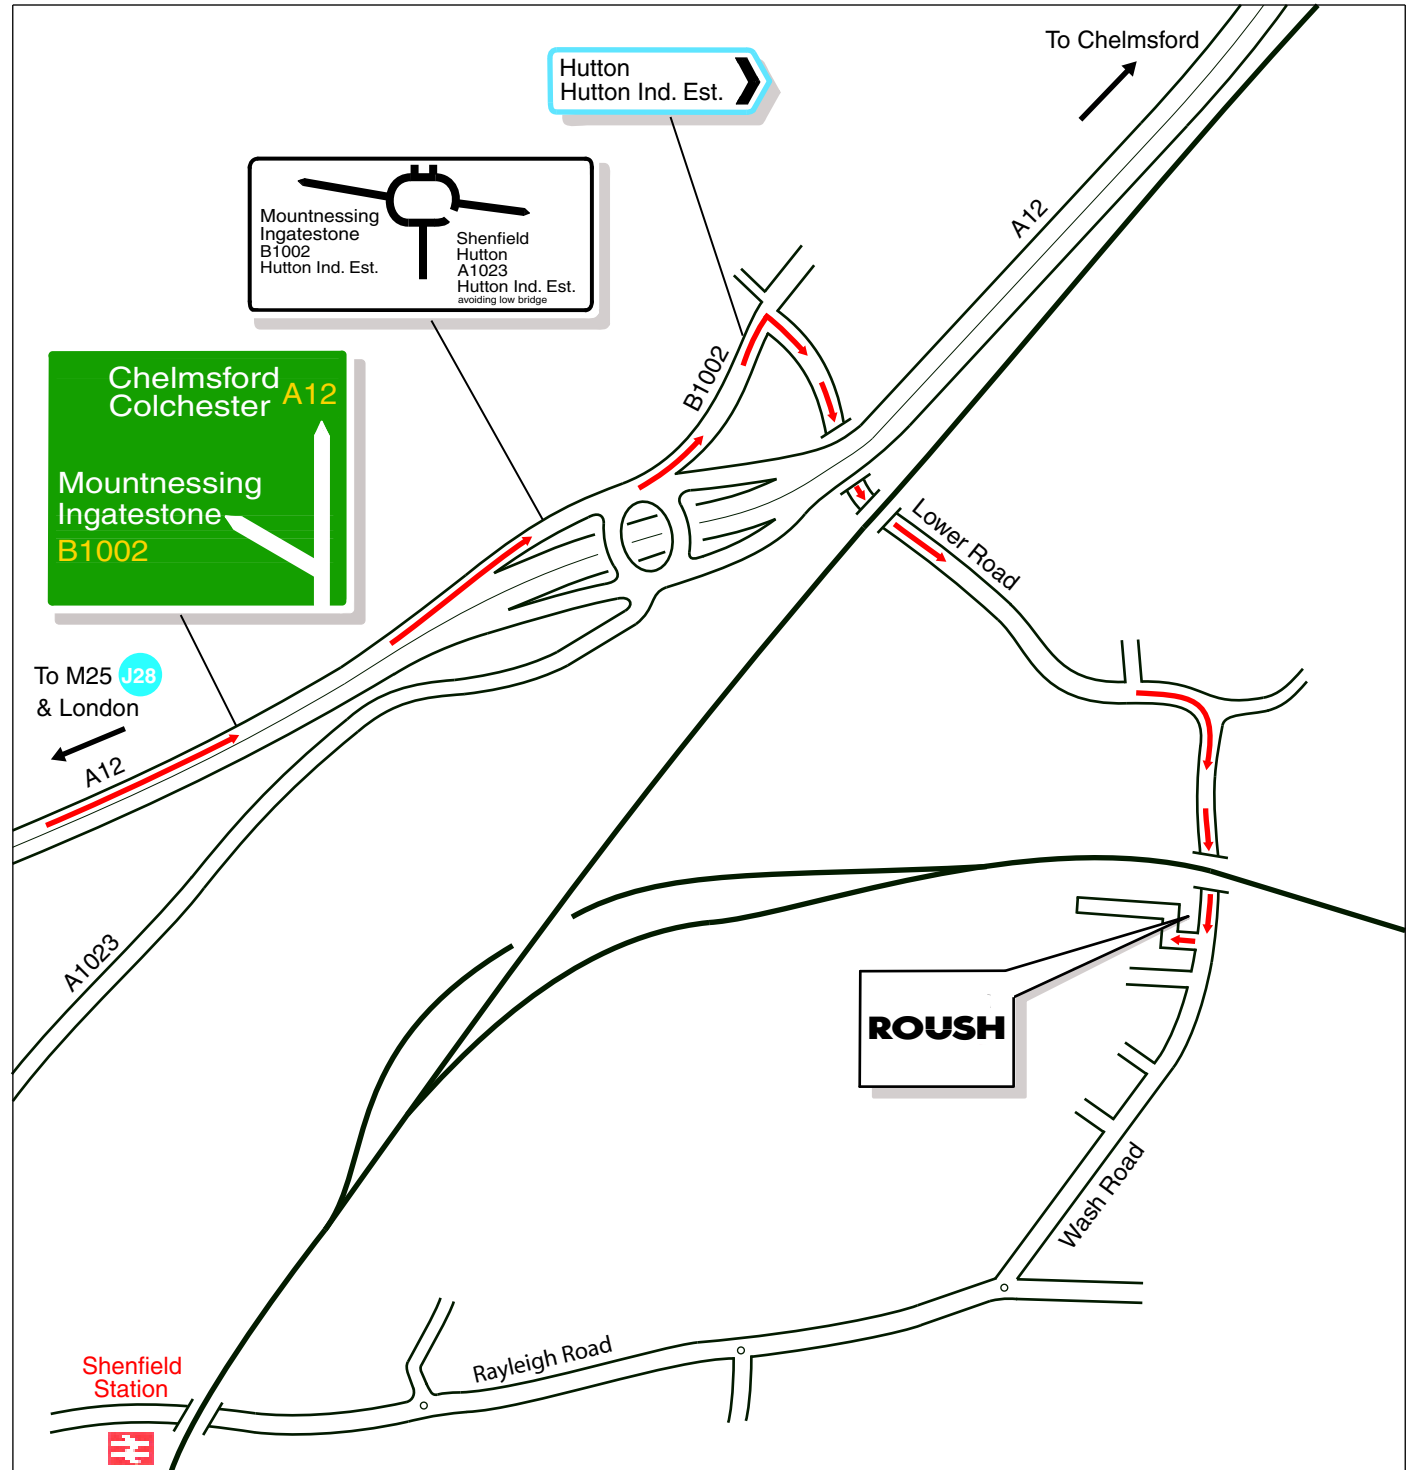 To Chelmsford
Hutton
Hutton Ind. Est.
Mountnessing
Ingatestone
B1002
Hutton Ind. Est.
Shenfield
Hutton
A1023
Hutton Ind. Est.
avoiding low bridge
A12
B1002
Chelmsford
Colchester
A12
Mountnessing
Ingatestone
B1002
Lower Road
To M25 J28
& London
A12
A1023
ROUSH
Wash Road
Rayleigh Road
Shenfield
Station